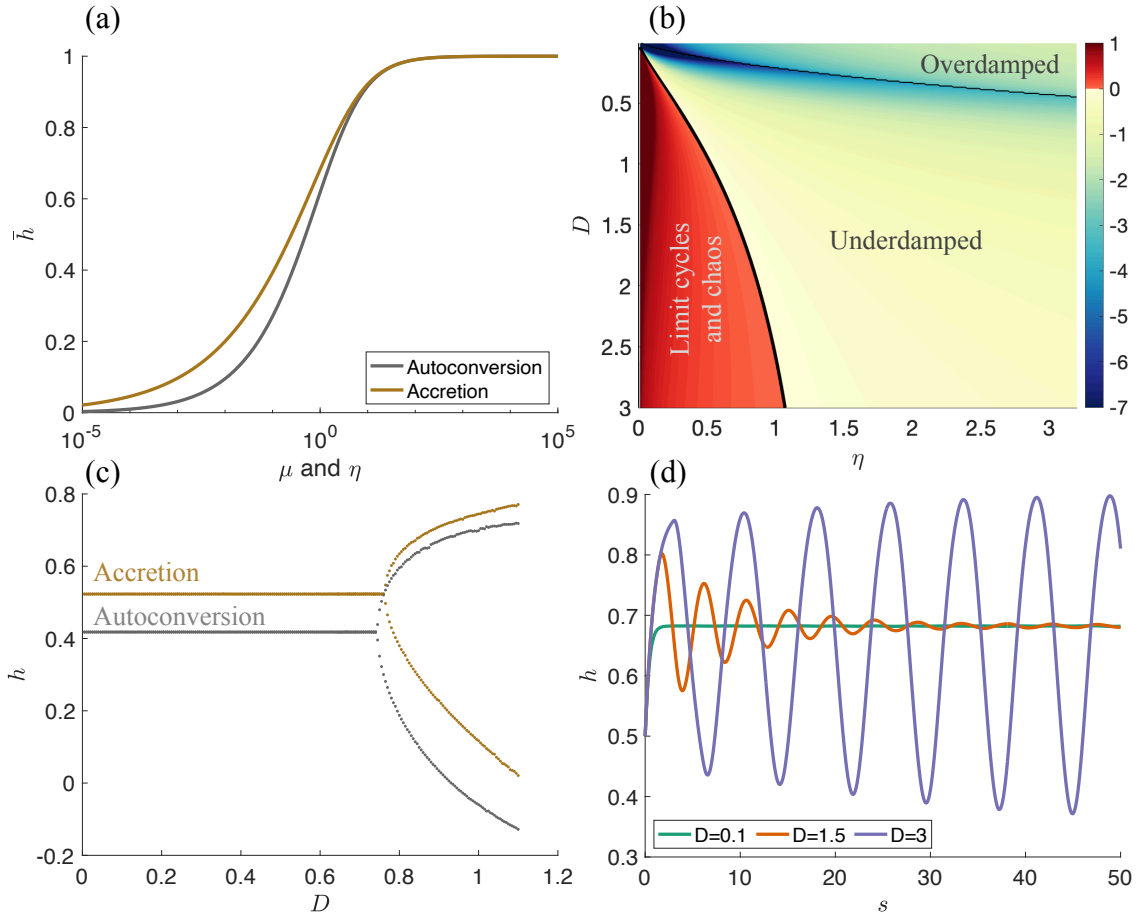 (a)
1
0.8
0.6
0.4
0.2
0
h̄
10^-5
10^0
10^5
μ and η
Autoconversion
Accretion
(b)
0.5
1
1.5
2
2.5
3
D
0
0.5
1
1.5
2
2.5
3
η
Overdamped
Underdamped
Limit cycles
and chaos
1
0
-1
-2
-3
-4
-5
-6
-7
(c)
0.8
0.6
0.4
0.2
0
-0.2
h
Accretion
Autoconversion
0
0.2
0.4
0.6
0.8
1
1.2
D
(d)
0.9
0.8
0.7
0.6
0.5
0.4
0.3
h
D=0.1 D=1.5 D=3
0
10
20
30
40
50
s